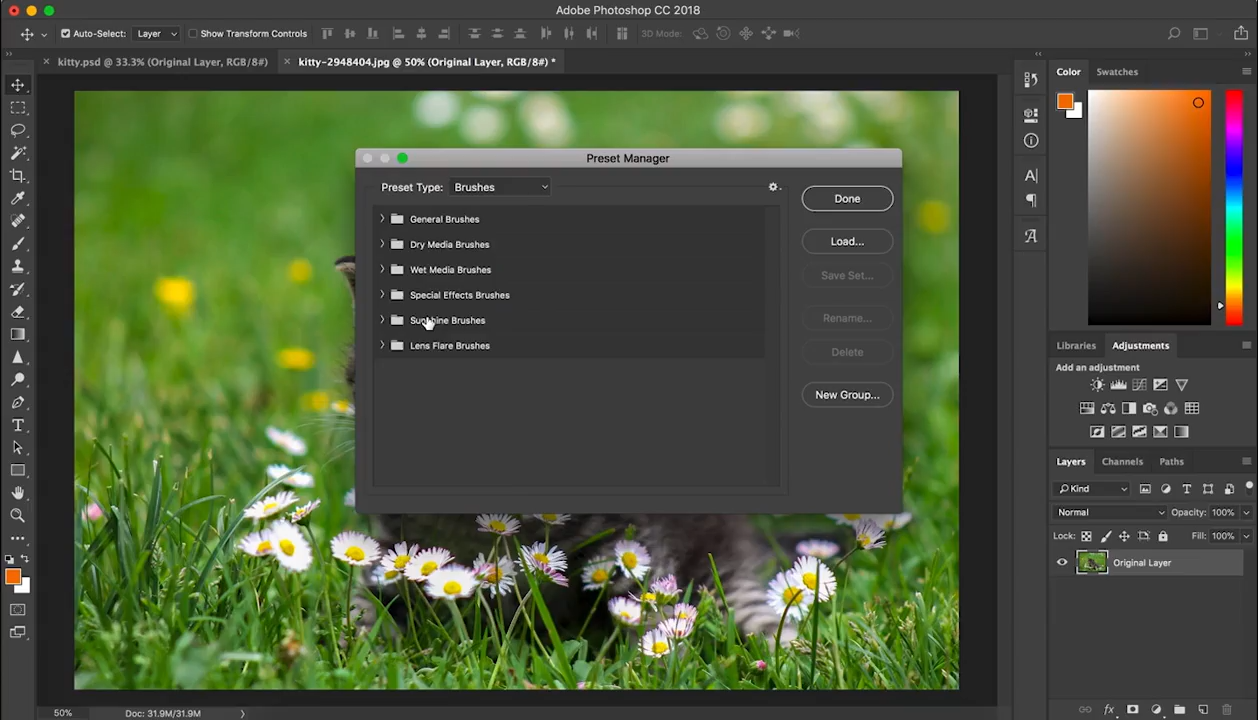 Adobe Photoshop CC 2018
Auto-Select: Layer Show Transform Controls 3D Mode:
kitty.psd @ 33.3% (Original Layer, RGB/8#) kitty-2948404.jpg @ 50% (Original Layer, RGB/8#) *
Color Swatches
Preset Manager
Preset Type: Brushes
Done
General Brushes
Load...
Dry Media Brushes
Wet Media Brushes
Save Set...
Special Effects Brushes
Rename...
Sunshine Brushes
Lens Flare Brushes
Delete
New Group...
Libraries Adjustments
Add an adjustment
Layers Channels Paths
Kind
Normal Opacity: 100%
Lock: Fill: 100%
Original Layer
50% Doc: 31.9M/31.9M